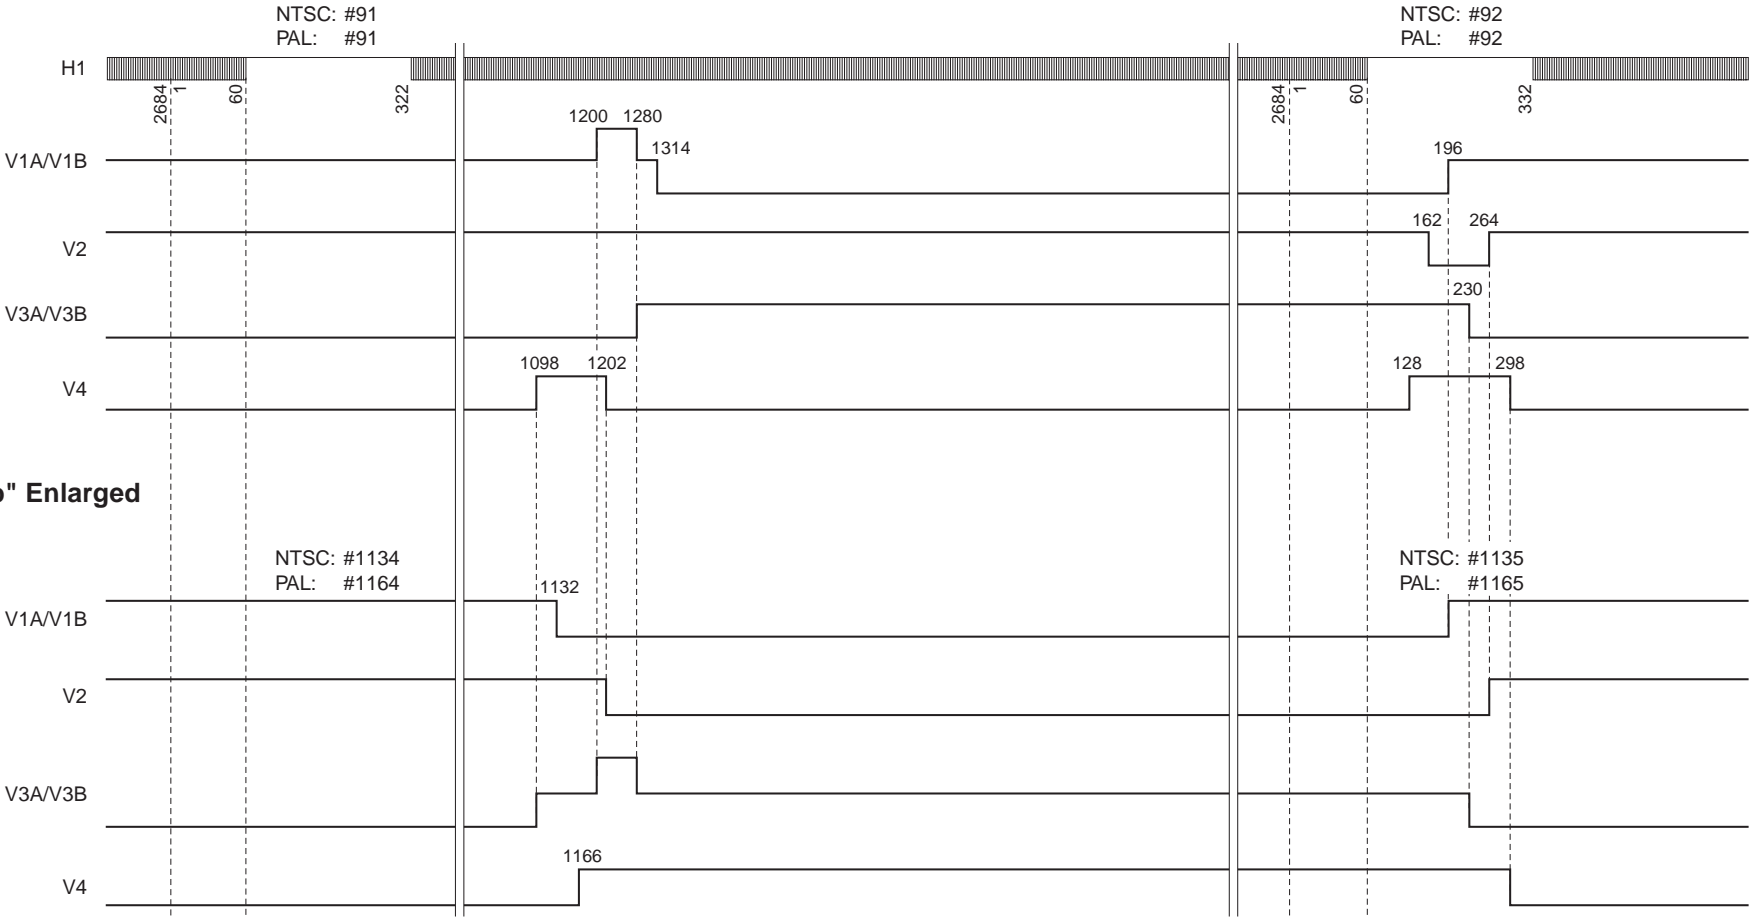 NTSC: #91
PAL: #91
NTSC: #92
PAL: #92
H1
2684
1
60
322
2684
1
60
332
1200
1280
1314
196
V1A/V1B
162
264
V2
230
V3A/V3B
1098
1202
128
298
V4
" Enlarged
NTSC: #1134
PAL: #1164
NTSC: #1135
PAL: #1165
1132
V1A/V1B
V2
V3A/V3B
1166
V4